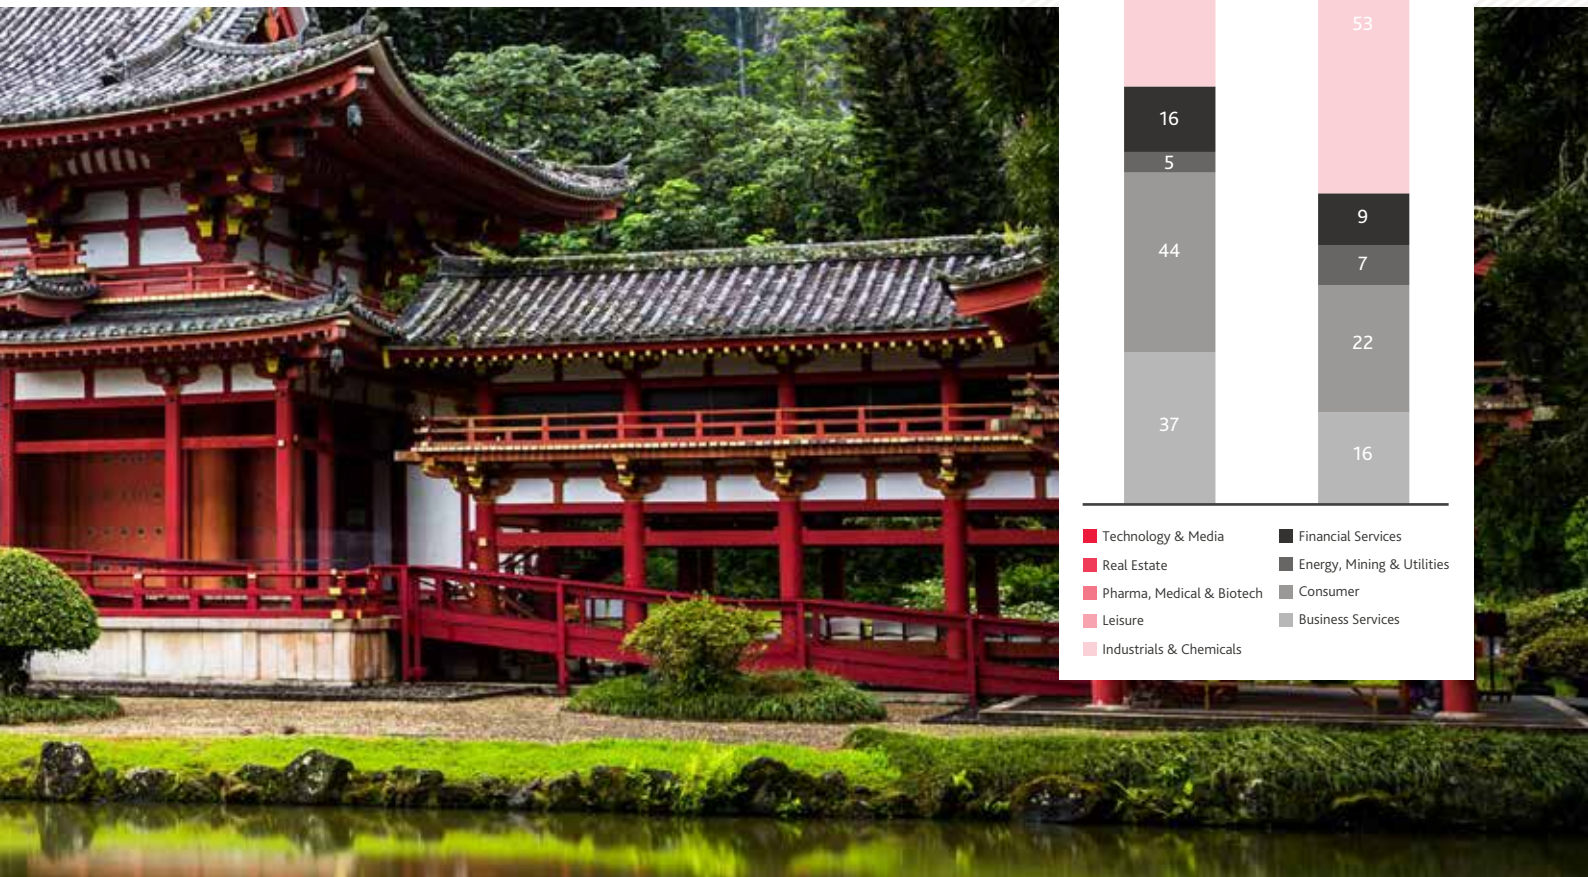 53
16
5
9
44
7
22
37
16
Technology & Media
Real Estate
Pharma, Medical & Biotech
Leisure
Industrials & Chemicals
Financial Services
Energy, Mining & Utilities
Consumer
Business Services